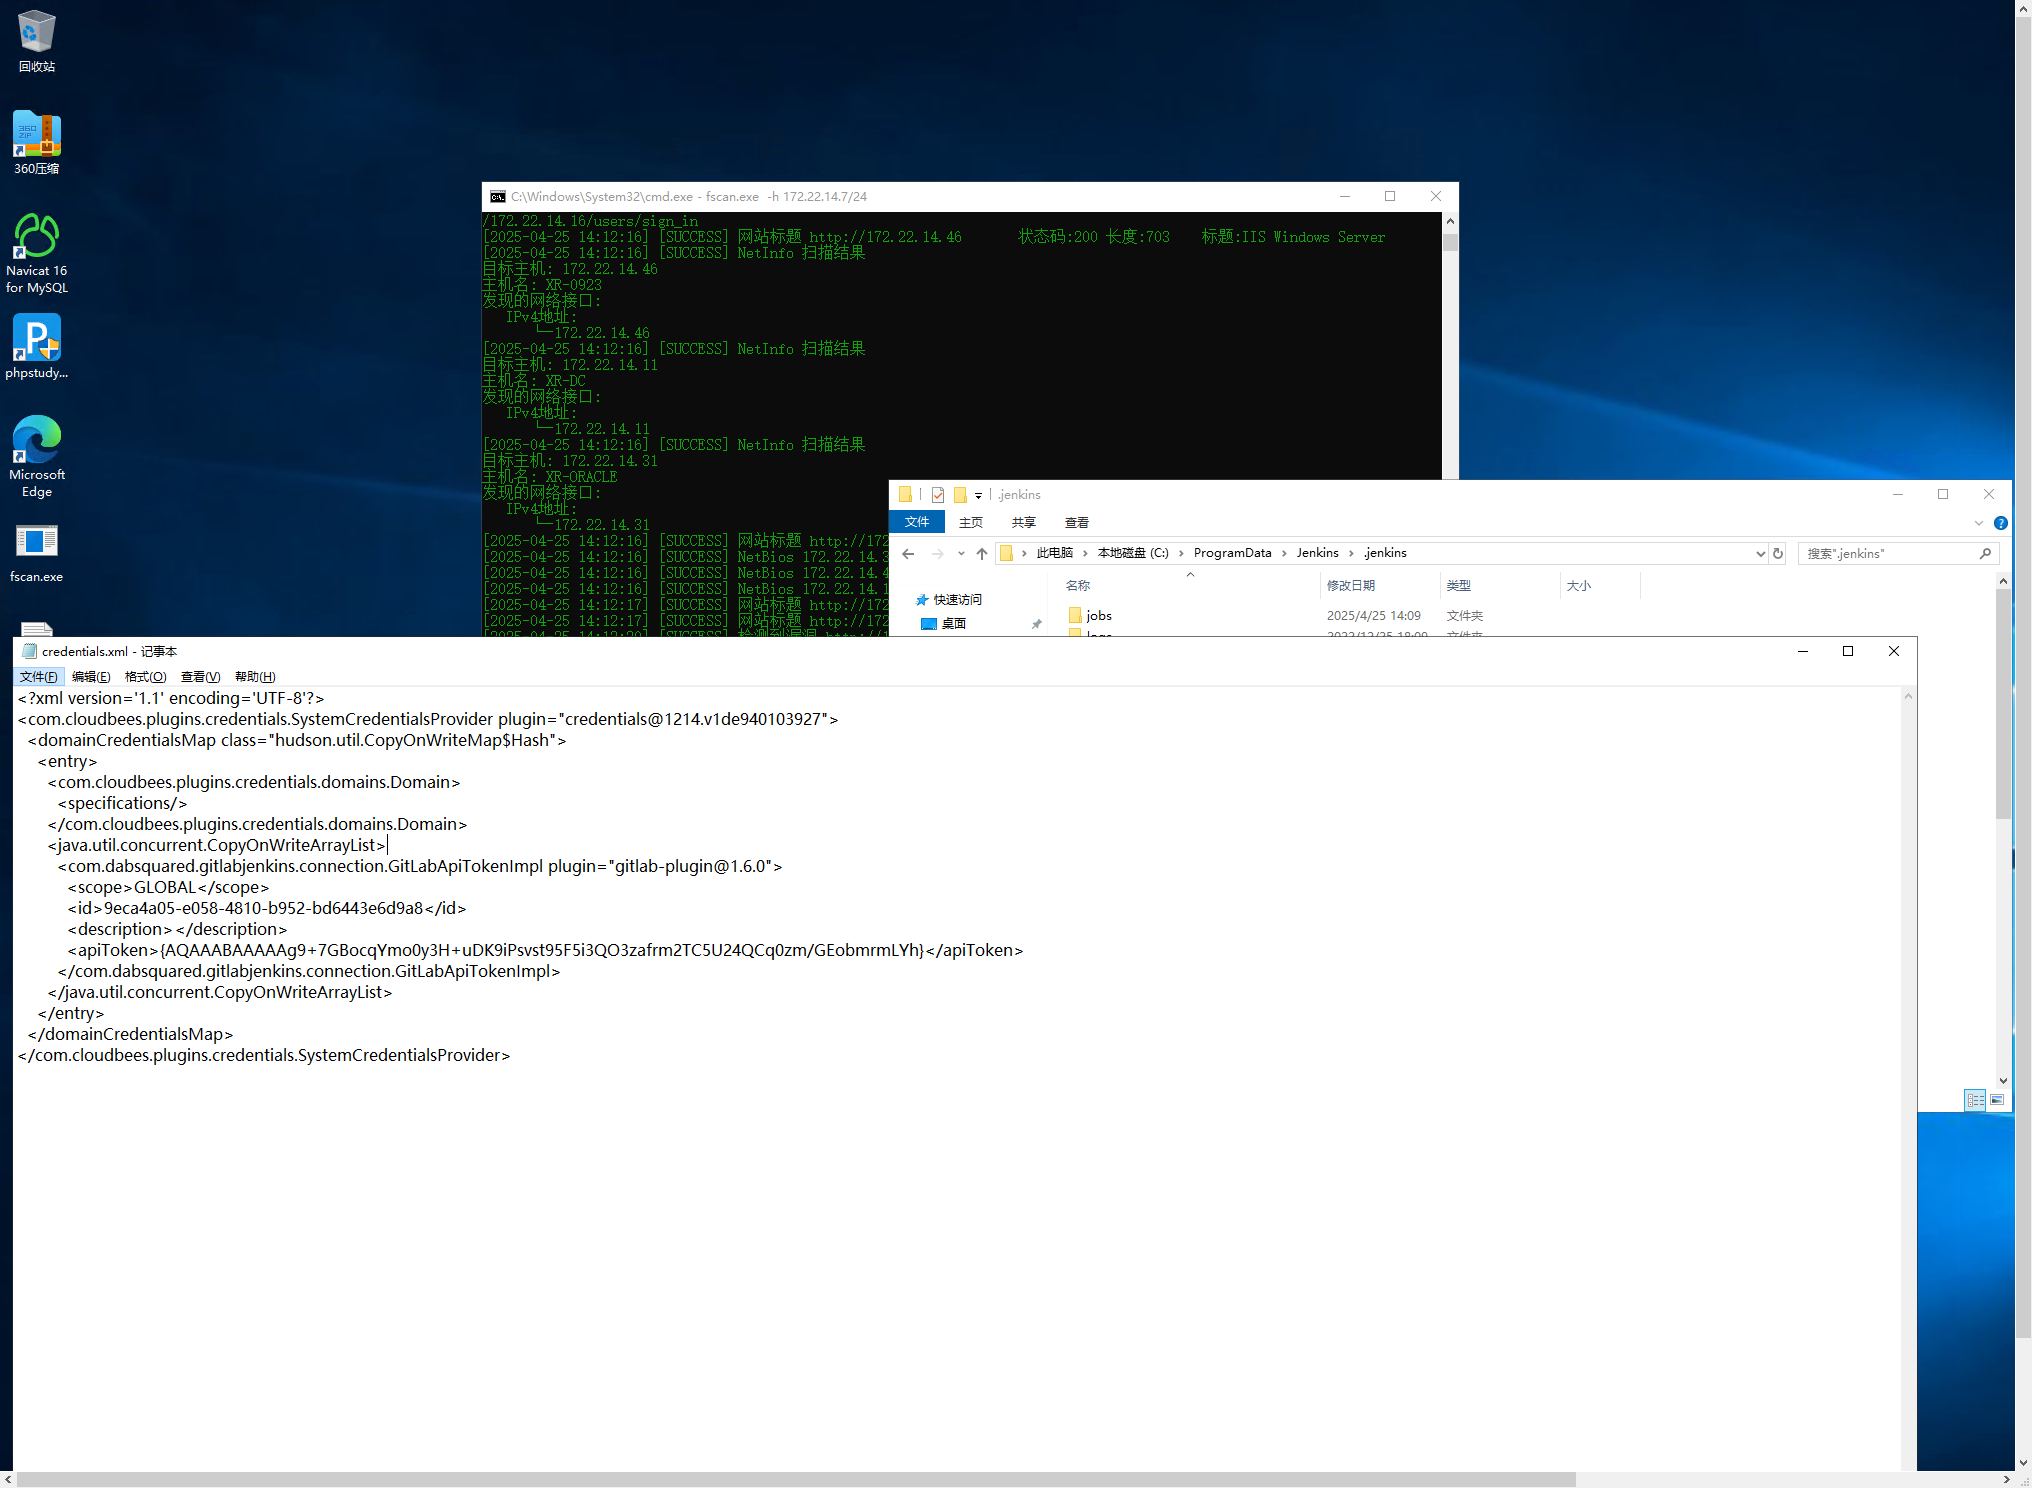 回收站
360压缩
Navicat 16
for MySQL
phpstudy...
Microsoft
Edge
fscan.exe
C:\Windows\System32\cmd.exe - fscan.exe  -h 172.22.14.7/24
/172.22.14.16/users/sign_in
[2025-04-25 14:12:16] [SUCCESS] 网站标题 http://172.22.14.46       状态码:200 长度:703    标题:IIS Windows Server
[2025-04-25 14:12:16] [SUCCESS] NetInfo 扫描结果
目标主机: 172.22.14.46
主机名: XR-0923
发现的网络接口:
IPv4地址:
└─172.22.14.46
[2025-04-25 14:12:16] [SUCCESS] NetInfo 扫描结果
目标主机: 172.22.14.11
主机名: XR-DC
发现的网络接口:
IPv4地址:
└─172.22.14.11
[2025-04-25 14:12:16] [SUCCESS] NetInfo 扫描结果
目标主机: 172.22.14.31
主机名: XR-ORACLE
发现的网络接口:
IPv4地址:
└─172.22.14.31
[2025-04-25 14:12:16] [SUCCESS] 网站标题 http://172
[2025-04-25 14:12:16] [SUCCESS] NetBios 172.22.14.3
[2025-04-25 14:12:16] [SUCCESS] NetBios 172.22.14.4
[2025-04-25 14:12:16] [SUCCESS] NetBios 172.22.14.1
[2025-04-25 14:12:17] [SUCCESS] 网站标题 http://172
[2025-04-25 14:12:17] [SUCCESS] 网站标题 http://172
.jenkins
文件 主页 共享 查看
此电脑 › 本地磁盘 (C:) › ProgramData › Jenkins › .jenkins
搜索".jenkins"
名称 修改日期 类型 大小
快速访问
桌面
jobs 2025/4/25 14:09 文件夹
credentials.xml - 记事本
文件(F) 编辑(E) 格式(O) 查看(V) 帮助(H)
<?xml version='1.1' encoding='UTF-8'?>
<com.cloudbees.plugins.credentials.SystemCredentialsProvider plugin="credentials@1214.v1de940103927">
<domainCredentialsMap class="hudson.util.CopyOnWriteMap$Hash">
<entry>
<com.cloudbees.plugins.credentials.domains.Domain>
<specifications/>
</com.cloudbees.plugins.credentials.domains.Domain>
<java.util.concurrent.CopyOnWriteArrayList>
<com.dabsquared.gitlabjenkins.connection.GitLabApiTokenImpl plugin="gitlab-plugin@1.6.0">
<scope>GLOBAL</scope>
<id>9eca4a05-e058-4810-b952-bd6443e6d9a8</id>
<description></description>
<apiToken>{AQAAABAAAAAg9+7GBocqYmo0y3H+uDK9iPsvst95F5i3QO3zafrm2TC5U24QCq0zm/GEobmrmLYh}</apiToken>
</com.dabsquared.gitlabjenkins.connection.GitLabApiTokenImpl>
</java.util.concurrent.CopyOnWriteArrayList>
</entry>
</domainCredentialsMap>
</com.cloudbees.plugins.credentials.SystemCredentialsProvider>